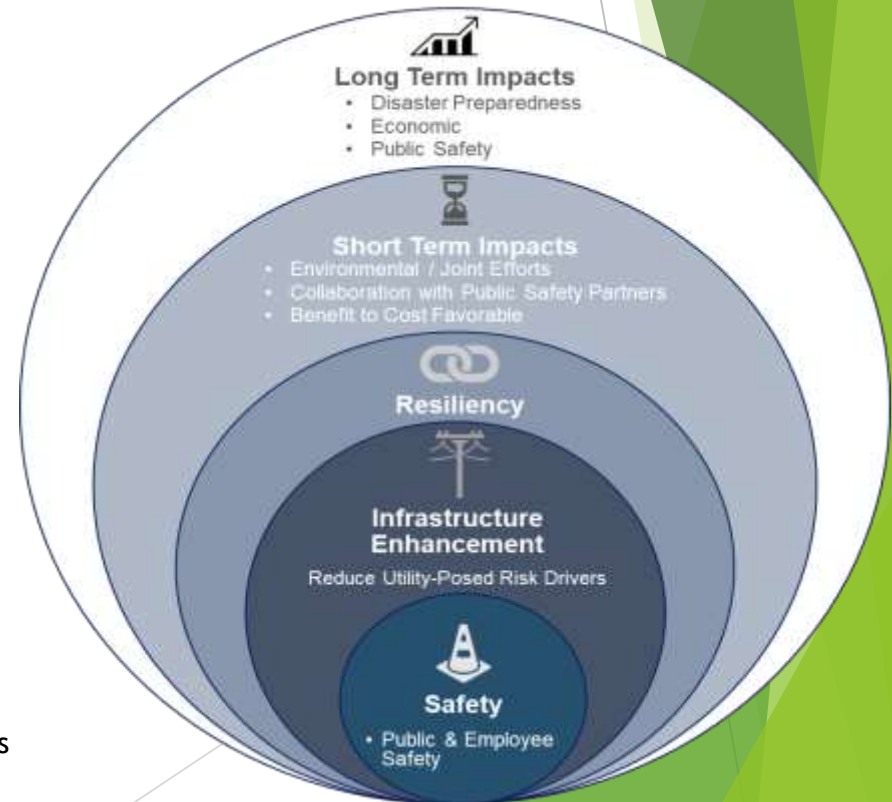 Long Term Impacts
• Disaster Preparedness
• Economic
• Public Safety
Short Term Impacts
• Environmental / Joint Efforts
• Collaboration with Public Safety Partners
• Benefit to Cost Favorable
Resiliency
Infrastructure
Enhancement
Reduce Utility-Posed Risk Drivers
Safety
• Public & Employee
Safety
s